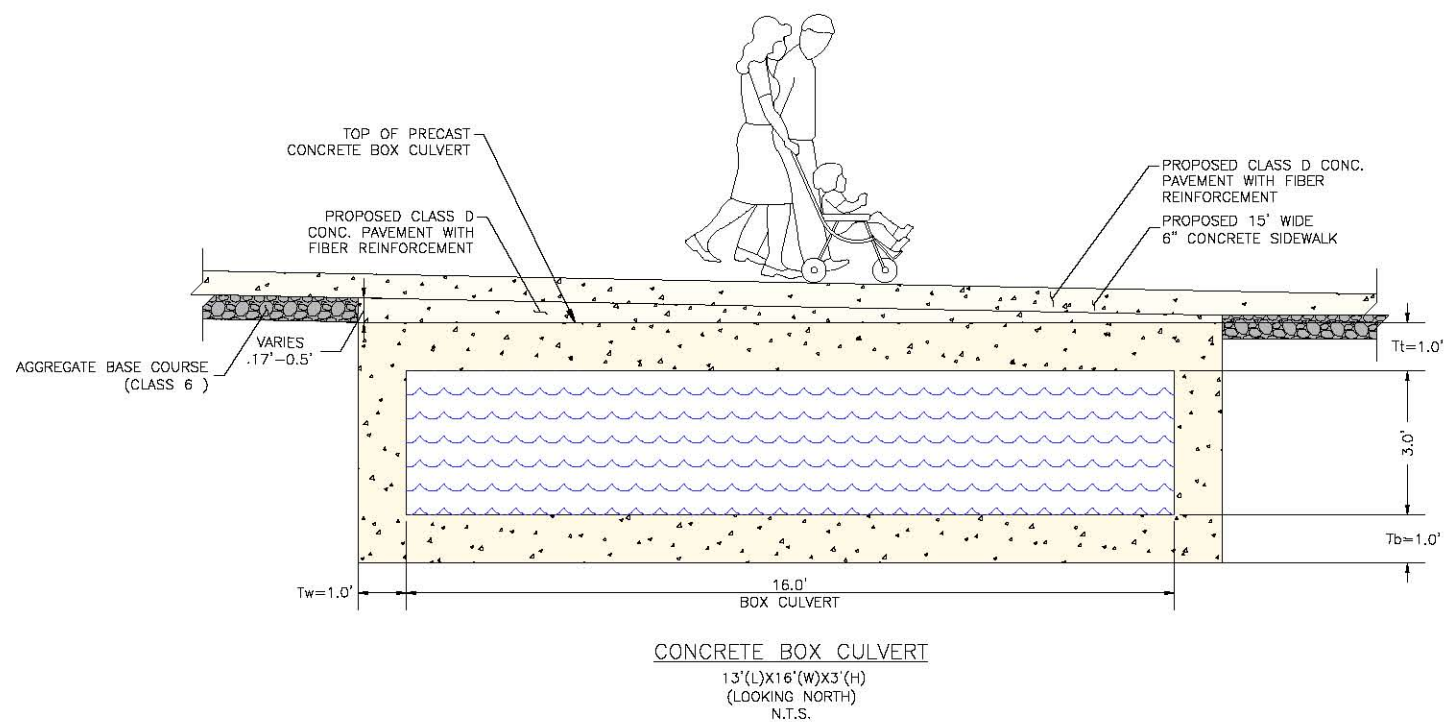 TOP OF PRECAST
CONCRETE BOX CULVERT
PROPOSED CLASS D CONC.
PAVEMENT WITH FIBER
REINFORCEMENT
PROPOSED CLASS D
CONC. PAVEMENT WITH
FIBER REINFORCEMENT
PROPOSED 15' WIDE
6" CONCRETE SIDEWALK
VARIES
.17'-0.5'
AGGREGATE BASE COURSE
(CLASS 6 )
Tt=1.0'
3.0'
Tb=1.0'
Tw=1.0'
16.0'
BOX CULVERT
CONCRETE BOX CULVERT
13'(L)X16'(W)X3'(H)
(LOOKING NORTH)
N.T.S.